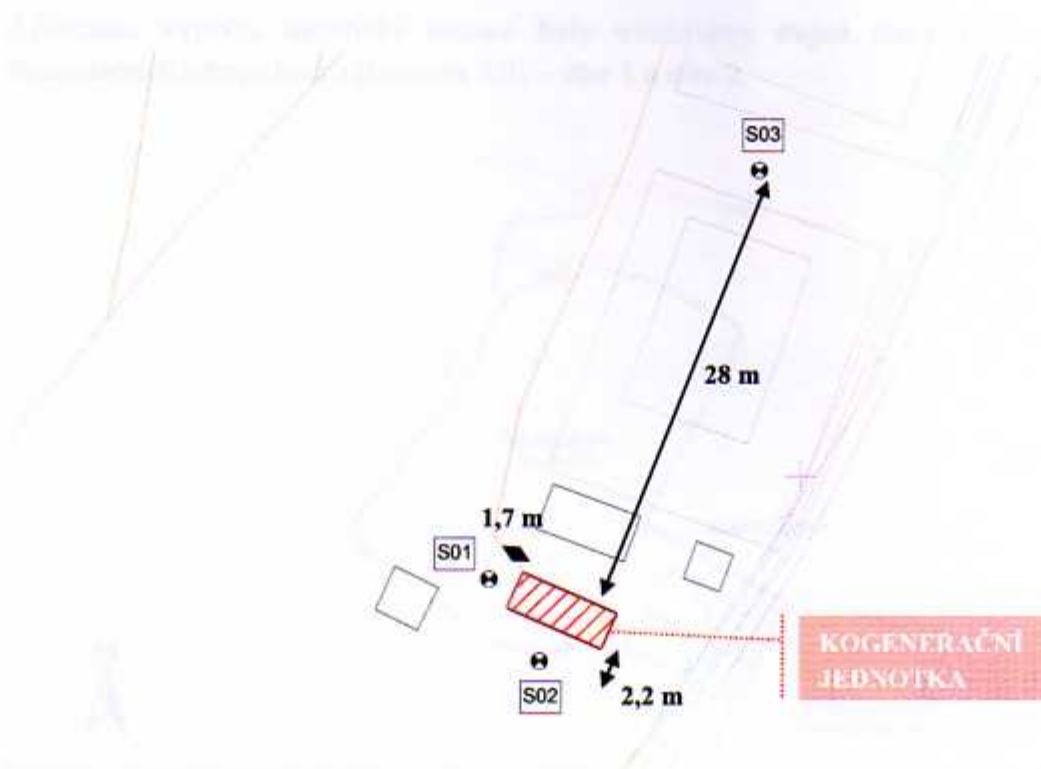 S03
28 m
1,7 m
S01
KOGENERAČNÍ
JEDNOTKA
S02
2,2 m